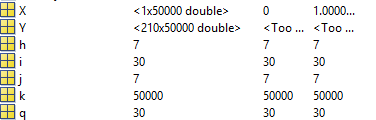 X <1x50000 double> 0 1.0000...
Y <210x50000 double> <Too ... <Too ...
h 7 7 7
i 30 30 30
j 7 7 7
k 50000 50000 50000
q 30 30 30